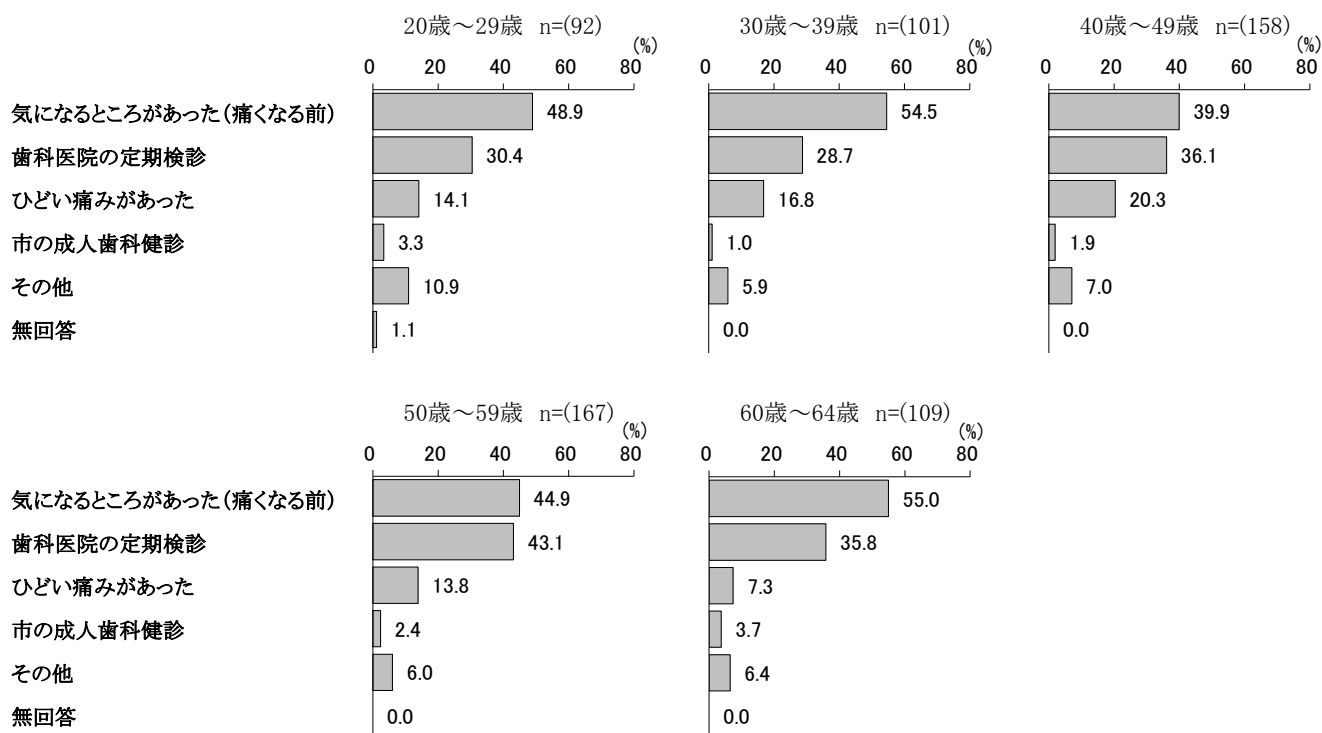 20歳～29歳 n=(92)
30歳～39歳 n=(101)
40歳～49歳 n=(158)
(%)
(%)
(%)
0 20 40 60 80
0 20 40 60 80
0 20 40 60 80
気になるところがあった(痛くなる前) 48.9 54.5 39.9
歯科医院の定期検診 30.4 28.7 36.1
ひどい痛みがあった 14.1 16.8 20.3
市の成人歯科健診 3.3 1.0 1.9
その他 10.9 5.9 7.0
無回答 1.1 0.0 0.0
50歳～59歳 n=(167)
60歳～64歳 n=(109)
(%)
(%)
0 20 40 60 80
0 20 40 60 80
気になるところがあった(痛くなる前) 44.9 55.0
歯科医院の定期検診 43.1 35.8
ひどい痛みがあった 13.8 7.3
市の成人歯科健診 2.4 3.7
その他 6.0 6.4
無回答 0.0 0.0